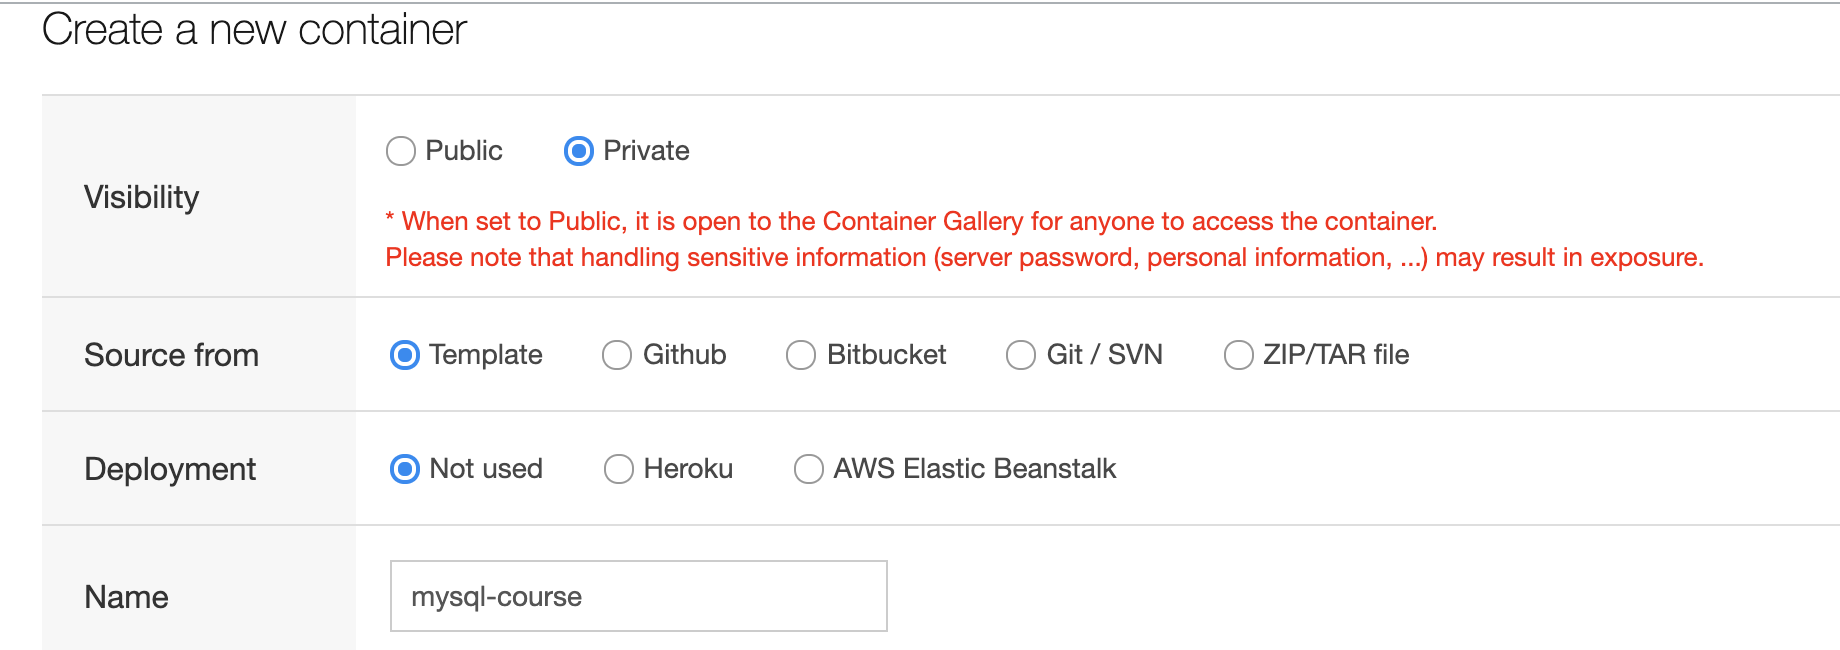 Create a new container
Visibility
Public Private
* When set to Public, it is open to the Container Gallery for anyone to access the container.
Please note that handling sensitive information (server password, personal information, ...) may result in exposure.
Source from
Template Github Bitbucket Git / SVN ZIP/TAR file
Deployment
Not used Heroku AWS Elastic Beanstalk
Name
mysql-course